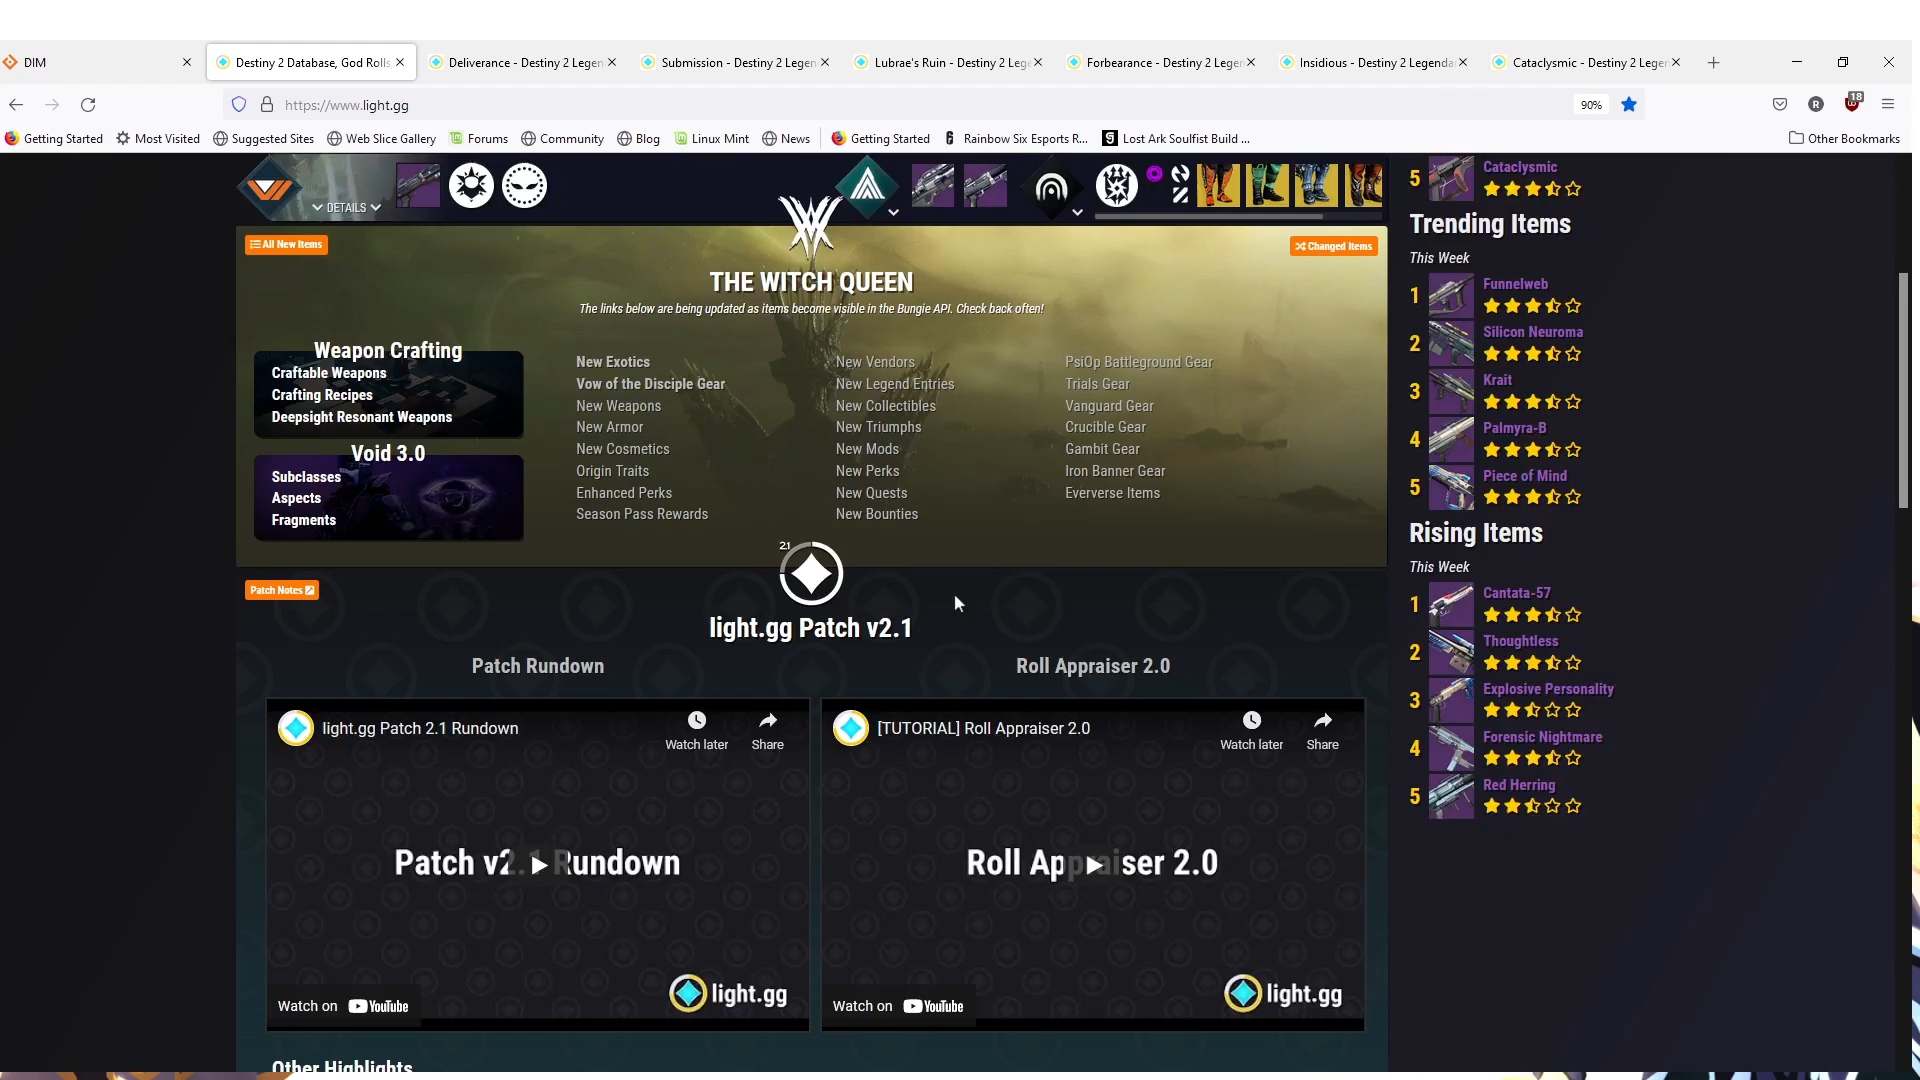 DIM
Destiny 2 Database, God Rolls
Deliverance - Destiny 2 Legen
Submission - Destiny 2 Legen
Lubrae's Ruin - Destiny 2 Lege
Forbearance - Destiny 2 Legen
Insidious - Destiny 2 Legenda
Cataclysmic - Destiny 2 Legen
https://www.light.gg
90%
R
18
Getting Started
Most Visited
Suggested Sites
Web Slice Gallery
Forums
Community
Blog
Linux Mint
News
Getting Started
Rainbow Six Esports R...
Lost Ark Soulfist Build ...
Other Bookmarks
DETAILS
All New Items
Changed Items
THE WITCH QUEEN
The links below are being updated as items become visible in the Bungie API. Check back often!
Weapon Crafting
Craftable Weapons
Crafting Recipes
Deepsight Resonant Weapons
Void 3.0
Subclasses
Aspects
Fragments
New Exotics
Vow of the Disciple Gear
New Weapons
New Armor
New Cosmetics
Origin Traits
Enhanced Perks
Season Pass Rewards
New Vendors
New Legend Entries
New Collectibles
New Triumphs
New Mods
New Perks
New Quests
New Bounties
PsiOp Battleground Gear
Trials Gear
Vanguard Gear
Crucible Gear
Gambit Gear
Iron Banner Gear
Eververse Items
Patch Notes
2.1
light.gg Patch v2.1
Patch Rundown
Roll Appraiser 2.0
light.gg Patch 2.1 Rundown
Watch later
Share
Patch v2.1 Rundown
Watch on YouTube
light.gg
[TUTORIAL] Roll Appraiser 2.0
Watch later
Share
Roll Appraiser 2.0
Watch on YouTube
light.gg
Other Highlights
5 Cataclysmic
Trending Items
This Week
1 Funnelweb
2 Silicon Neuroma
3 Krait
4 Palmyra-B
5 Piece of Mind
Rising Items
This Week
1 Cantata-57
2 Thoughtless
3 Explosive Personality
4 Forensic Nightmare
5 Red Herring